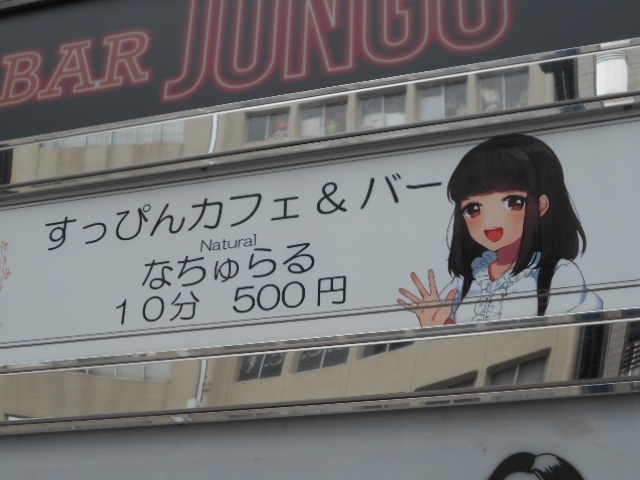 BAR JUNGO
すっぴんカフェ&バー
Natural
なちゅらる
10分 500円